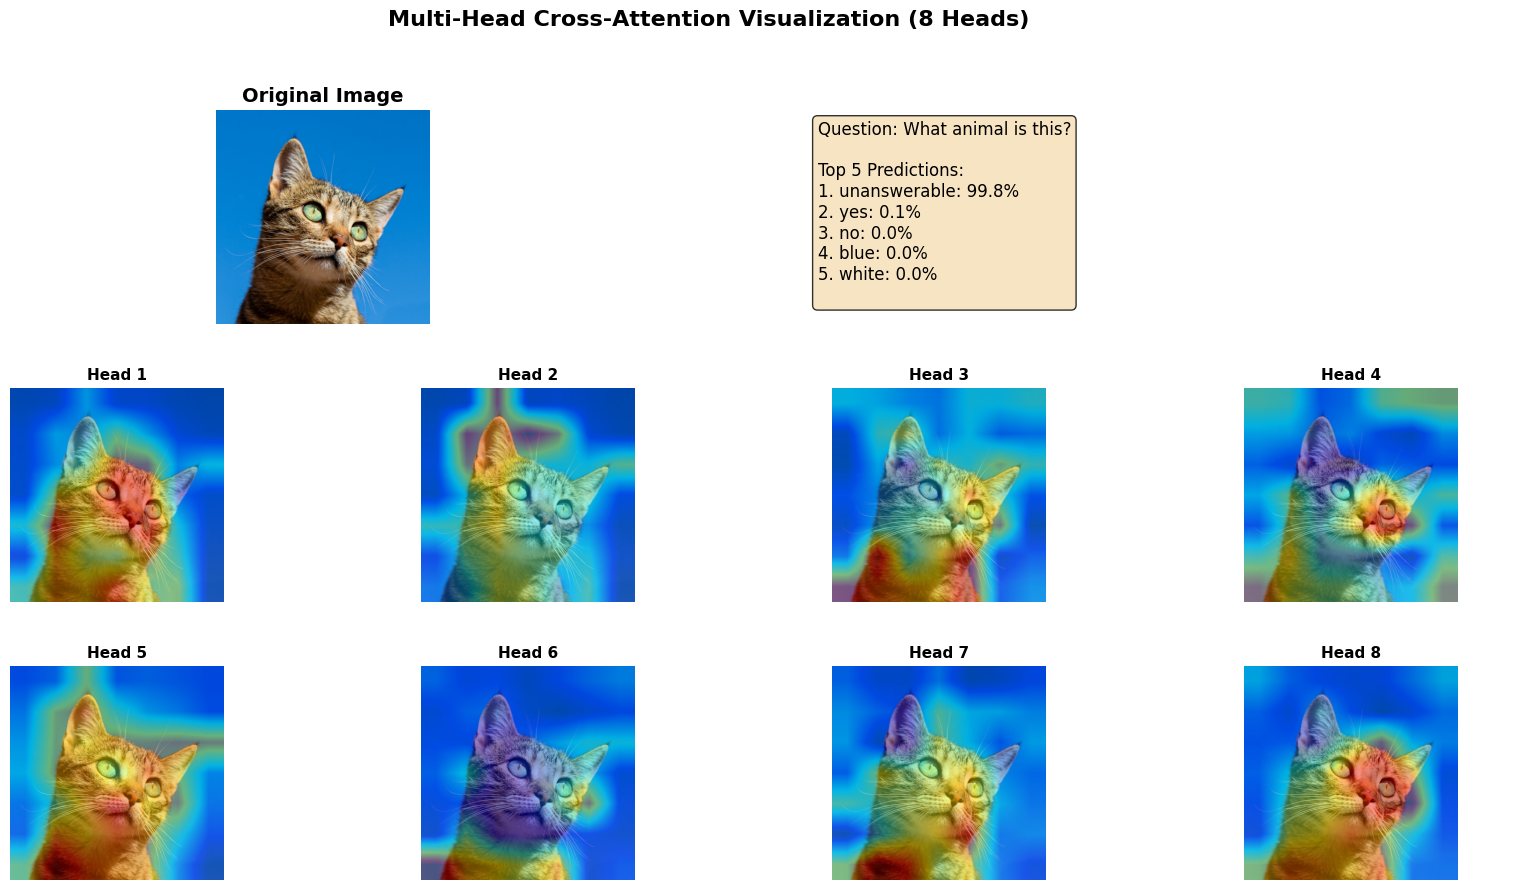 Multi-Head Cross-Attention Visualization (8 Heads)
Original Image
Question: What animal is this?
Top 5 Predictions:
1. unanswerable: 99.8%
2. yes: 0.1%
3. no: 0.0%
4. blue: 0.0%
5. white: 0.0%
Head 1
Head 2
Head 3
Head 4
Head 5
Head 6
Head 7
Head 8